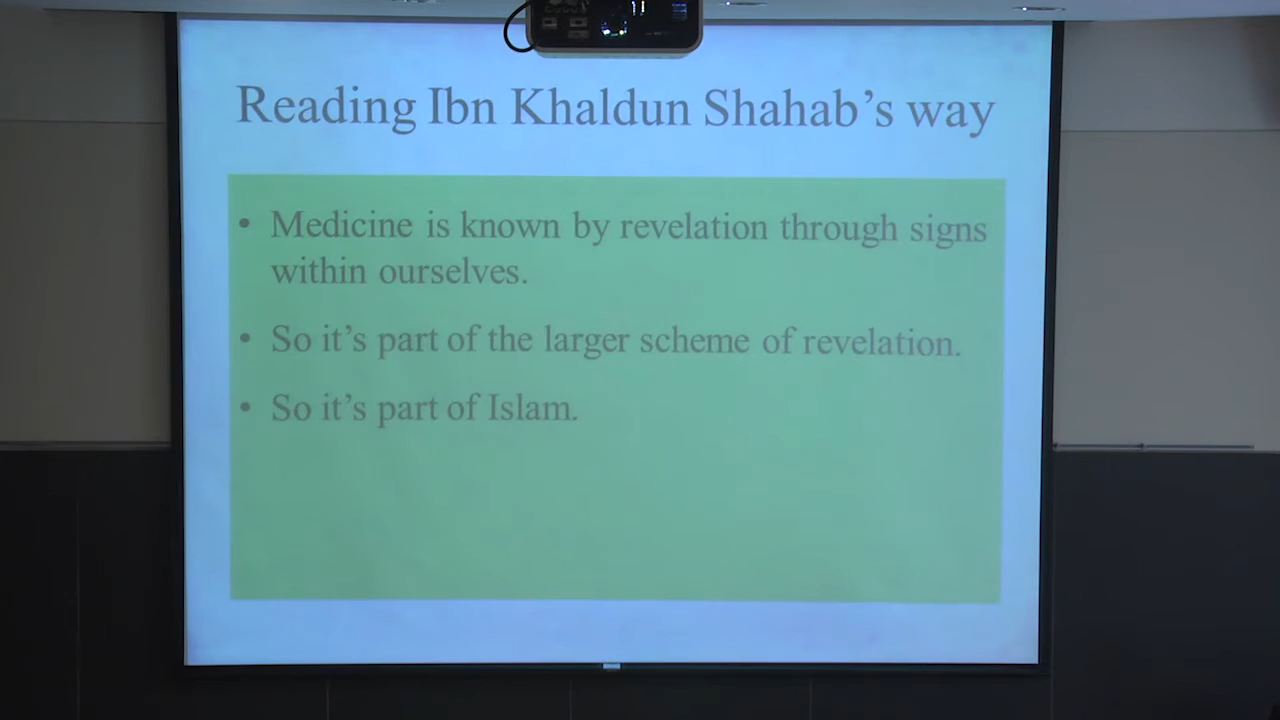 Reading Ibn Khaldun Shahab’s way
• Medicine is known by revelation through signs
within ourselves.
• So it’s part of the larger scheme of revelation.
• So it’s part of Islam.